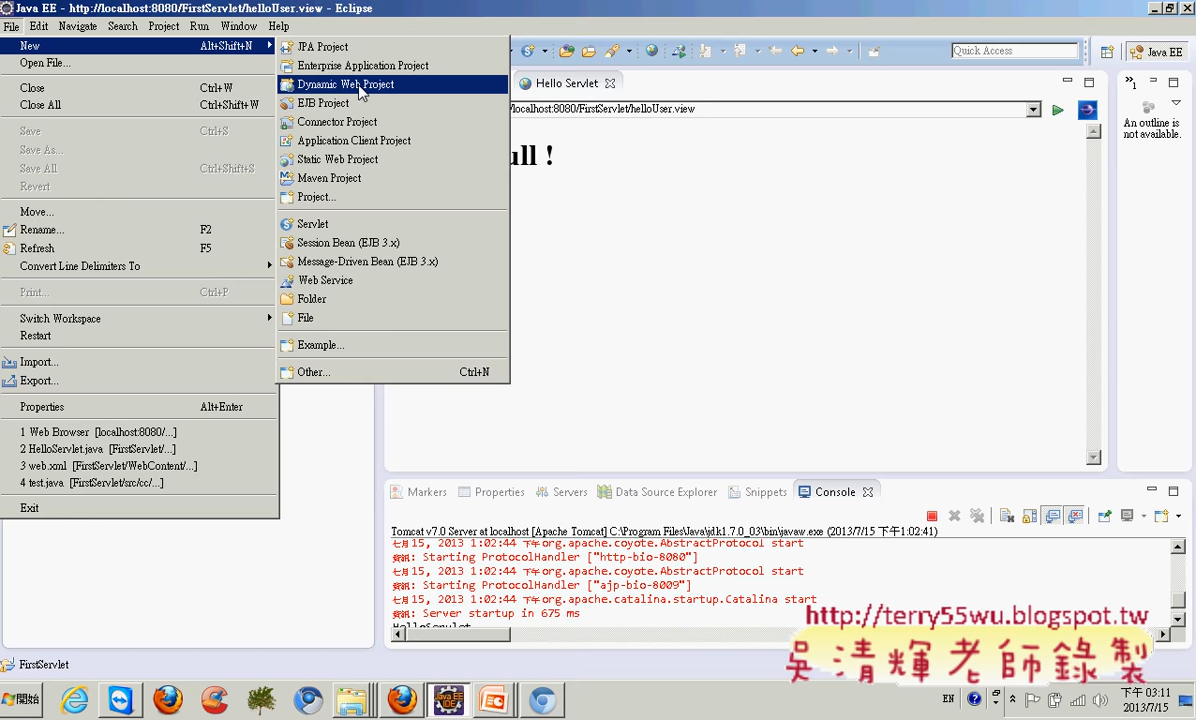 Java EE - http://localhost:8080/FirstServlet/helloUser.view - Eclipse
File Edit Navigate Search Project Run Window Help
New Alt+Shift+N
Open File...
Close Ctrl+W
Close All Ctrl+Shift+W
Save Ctrl+S
Save As...
Save All Ctrl+Shift+S
Revert
Move...
Rename... F2
Refresh F5
Convert Line Delimiters To
Print... Ctrl+P
Switch Workspace
Restart
Import...
Export...
Properties Alt+Enter
1 Web Browser [localhost:8080/...]
2 HelloServlet.java [FirstServlet/...]
3 web.xml [FirstServlet/WebContent/...]
4 test.java [FirstServlet/src/cc/...]
Exit
JPA Project
Enterprise Application Project
Dynamic Web Project
EJB Project
Connector Project
Application Client Project
Static Web Project
Maven Project
Project...
Servlet
Session Bean (EJB 3.x)
Message-Driven Bean (EJB 3.x)
Web Service
Folder
File
Example...
Other... Ctrl+N
Quick Access
Java EE
Hello Servlet
localhost:8080/FirstServlet/helloUser.view
ull !
An outline is
not available.
Markers Properties Servers Data Source Explorer Snippets Console
Tomcat v7.0 Server at localhost [Apache Tomcat] C:\Program Files\Java\jdk1.7.0_03\bin\javaw.exe (2013/7/15 下午1:02:41)
七月 15, 2013 1:02:44 下午 org.apache.coyote.AbstractProtocol start
資訊: Starting ProtocolHandler ["http-bio-8080"]
七月 15, 2013 1:02:44 下午 org.apache.coyote.AbstractProtocol start
資訊: Starting ProtocolHandler ["ajp-bio-8009"]
七月 15, 2013 1:02:44 下午 org.apache.catalina.startup.Catalina start
資訊: Server startup in 675 ms
HelloServlet
http://terry55wu.blogspot.tw
吳清輝老師錄製
FirstServlet
開始
EN
下午 03:11
2013/7/15